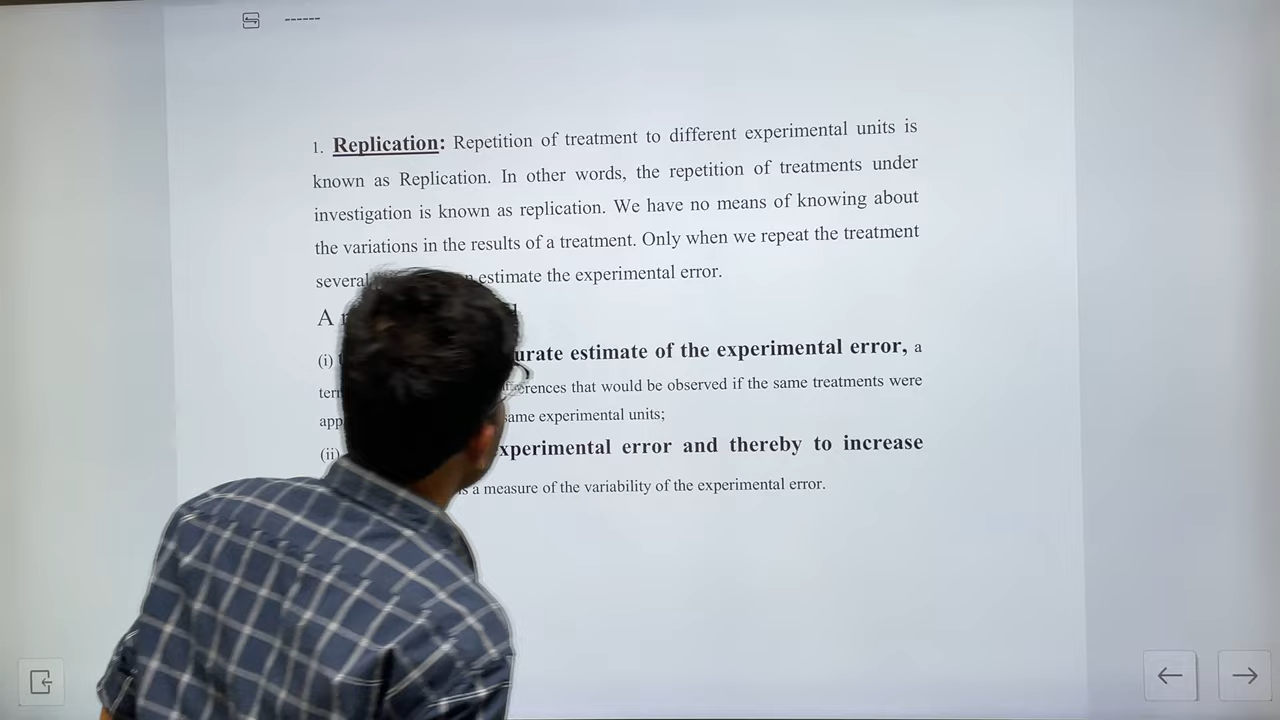 ------
1. Replication: Repetition of treatment to different experimental units is
known as Replication. In other words, the repetition of treatments under
investigation is known as replication. We have no means of knowing about
the variations in the results of a treatment. Only when we repeat the treatment
several estimate the experimental error.
A
(i) estimate of the experimental error, a
that would be observed if the same treatments were
same experimental units;
(ii) experimental error and thereby to increase
is a measure of the variability of the experimental error.